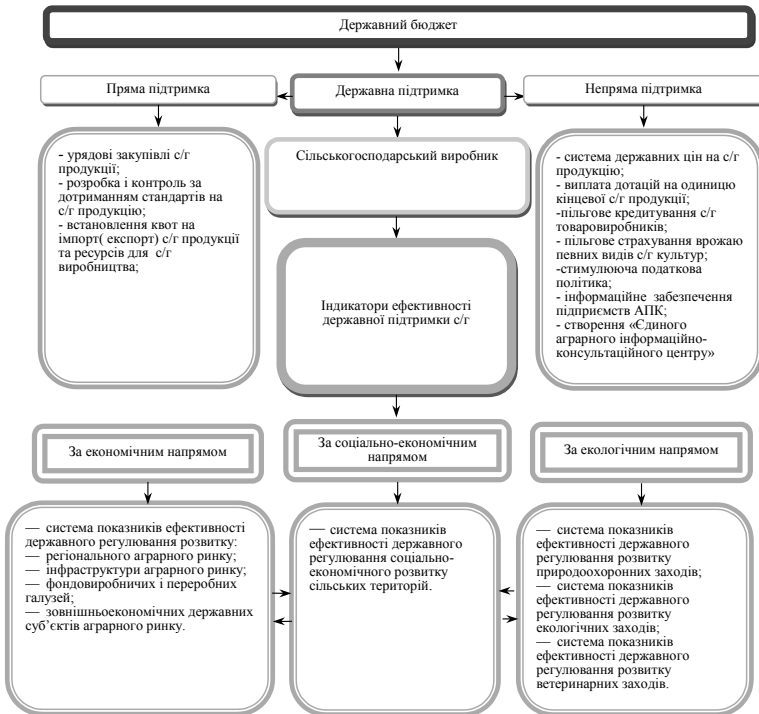 Державний бюджет
Пряма підтримка
Державна підтримка
Непряма підтримка
- урядові закупівлі с/г
продукції;
- розробка і контроль за
дотриманням стандартів на
с/г продукцію;
- встановлення квот на
імпорт( експорт) с/г продукції
та ресурсів для с/г
виробництва;
Сільськогосподарський виробник
- система державних цін на с/г
продукцію;
- виплата дотацій на одиницю
кінцевої с/г продукції;
-пільгове кредитування с/г
товаровиробників;
- пільгове страхування врожаю
певних видів с/г культур;
-стимулююча податкова
політика;
- інформаційне забезпечення
підприємств АПК;
- створення «Єдиного
аграрного інформаційно-
консультаційного центру»
Індикатори ефективності
державної підтримки с/г
За економічним напрямом
За соціально-економічним
напрямом
За екологічним напрямом
— система показників ефективності
державного регулювання розвитку:
— регіонального аграрного ринку;
— інфраструктури аграрного ринку;
— фондовиробничих і переробних
галузей;
— зовнішньоекономічних державних
суб’єктів аграрного ринку.
— система показників
ефективності державного
регулювання соціально-
економічного розвитку
сільських територій.
— система показників
ефективності державного
регулювання розвитку
природоохоронних заходів;
— система показників
ефективності державного
регулювання розвитку
екологічних заходів;
— система показників
ефективності державного
регулювання розвитку
ветеринарних заходів.